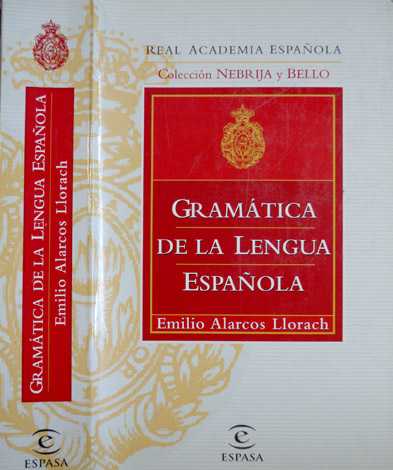 GRAMÁTICA DE LA LENGUA ESPAÑOLA
Emilio Alarcos Llorach
ESPASA
REAL ACADEMIA ESPAÑOLA
Colección NEBRIJA y BELLO
GRAMÁTICA
DE LA LENGUA
ESPAÑOLA
Emilio Alarcos Llorach
ESPASA